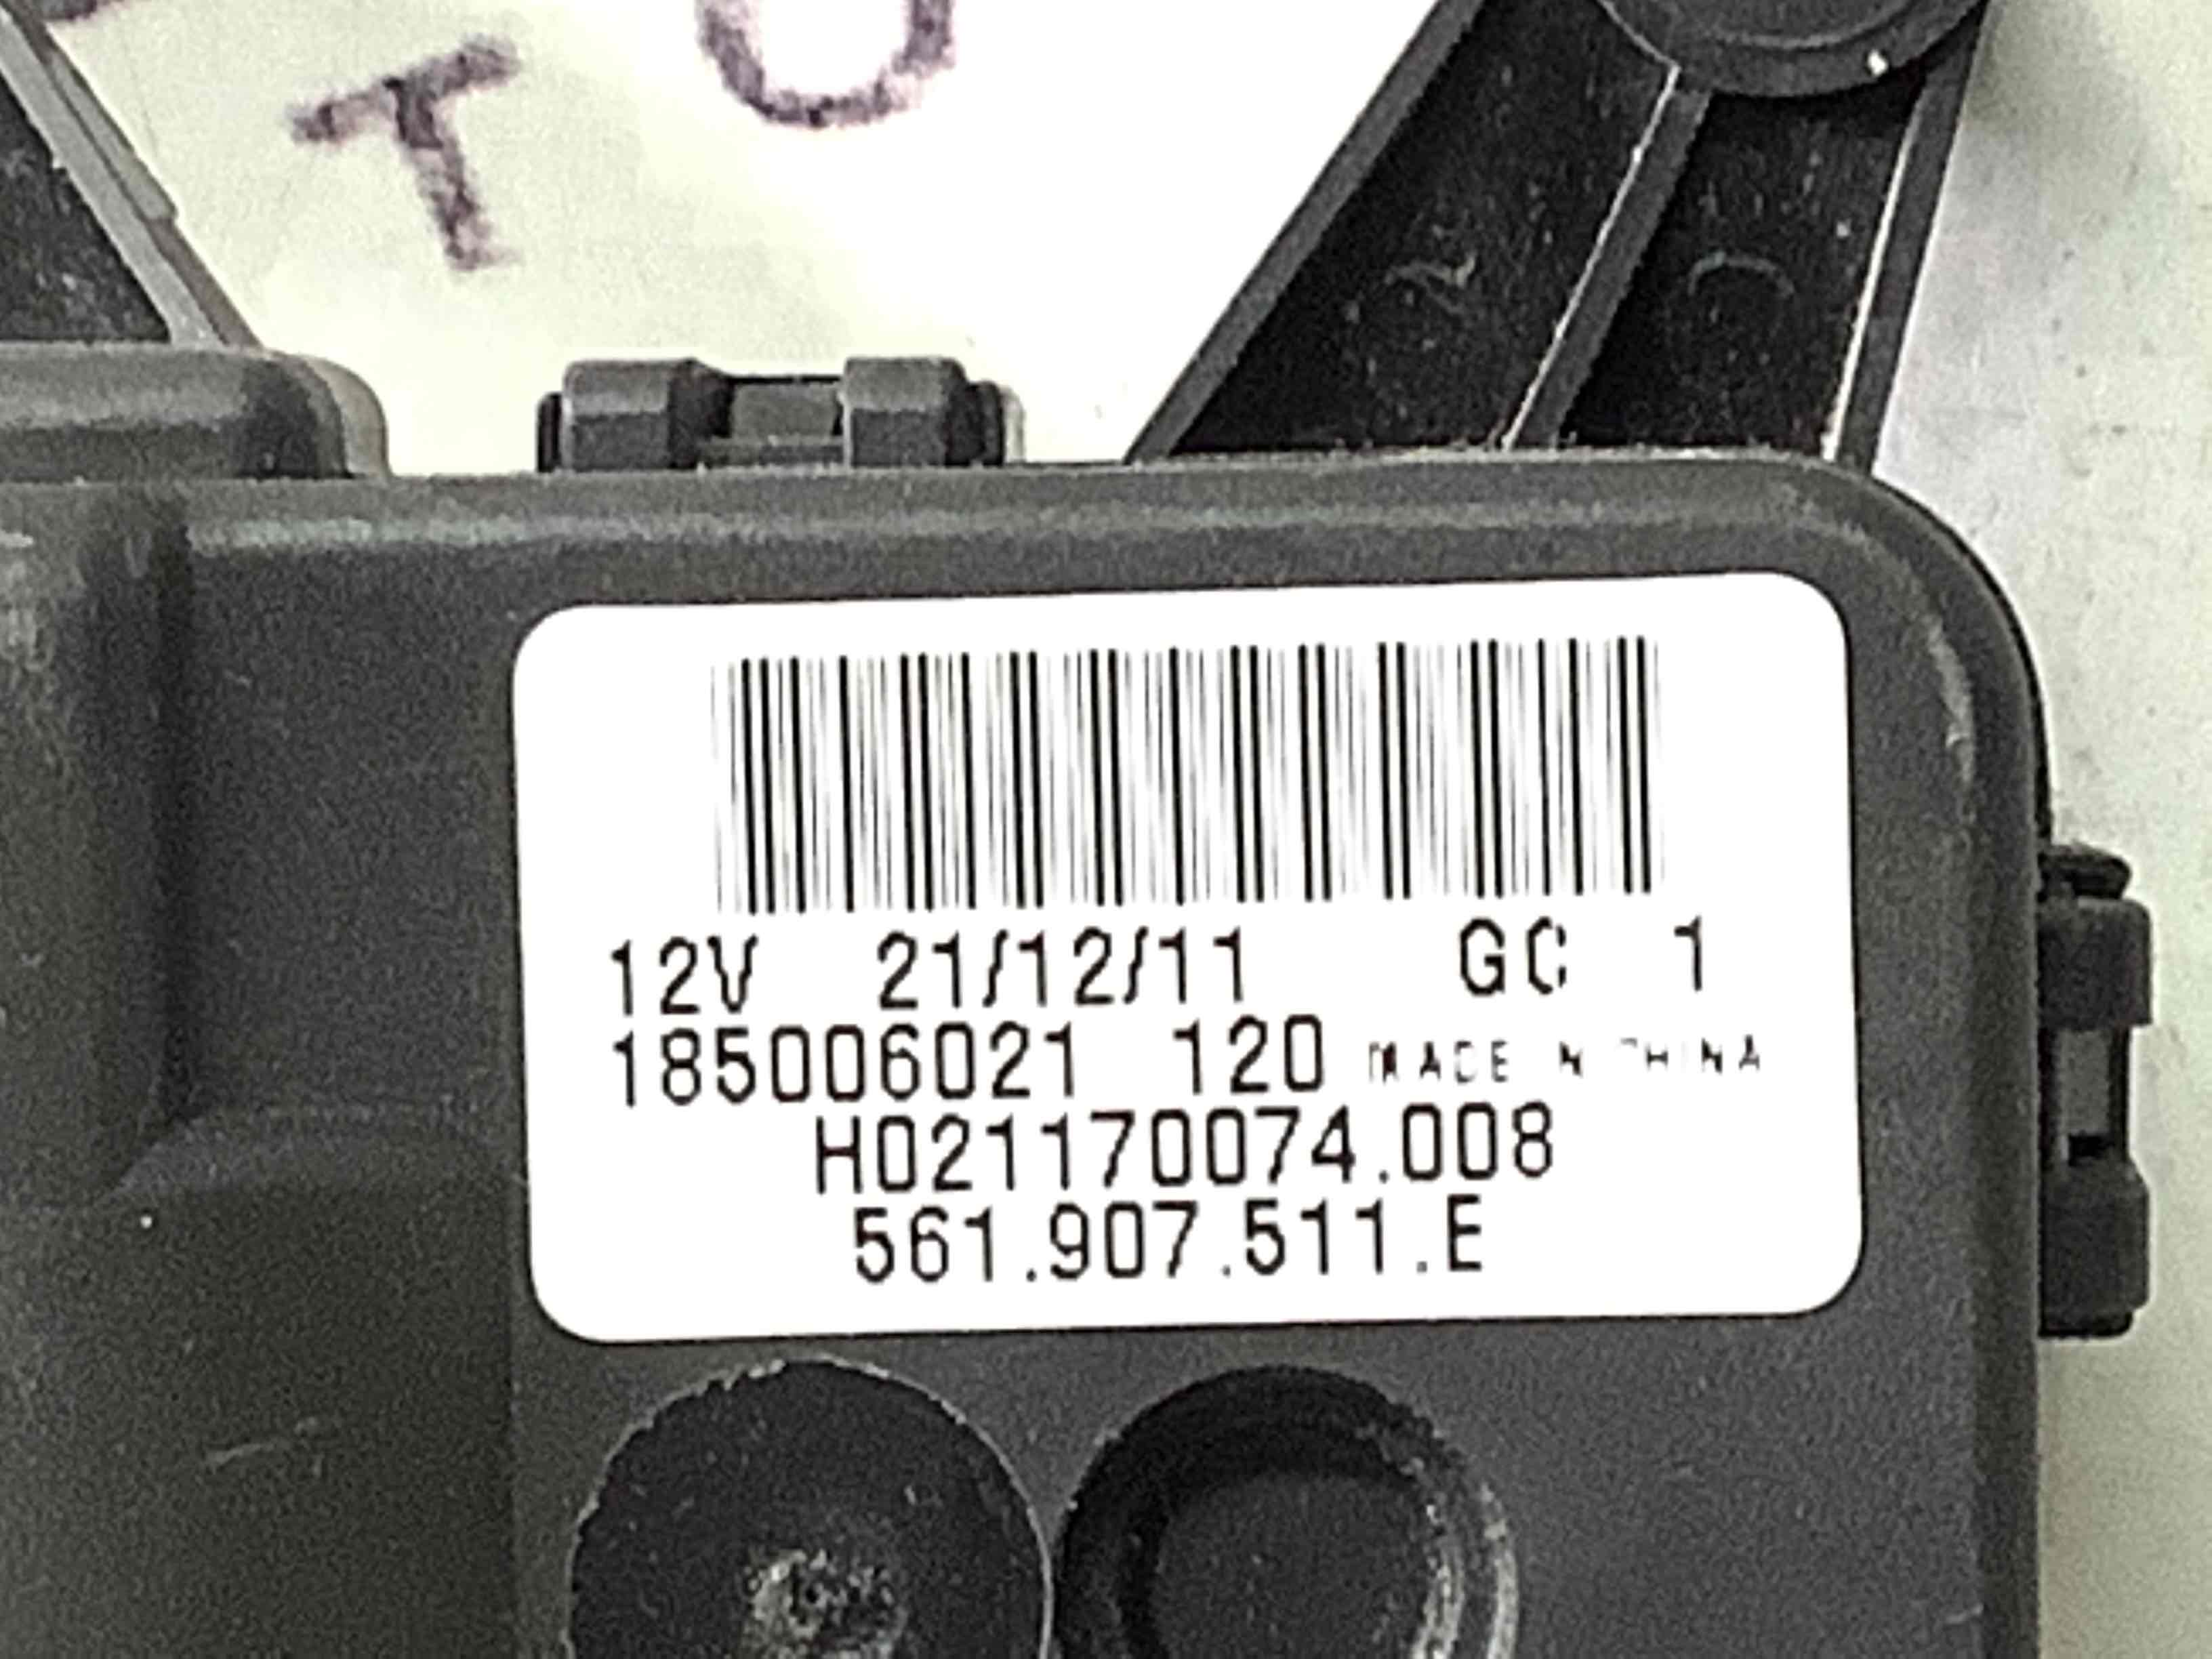 T O
12V 21/12/11 GC 1
185006021 120 MADE IN CHINA
H021170074.008
561.907.511.E